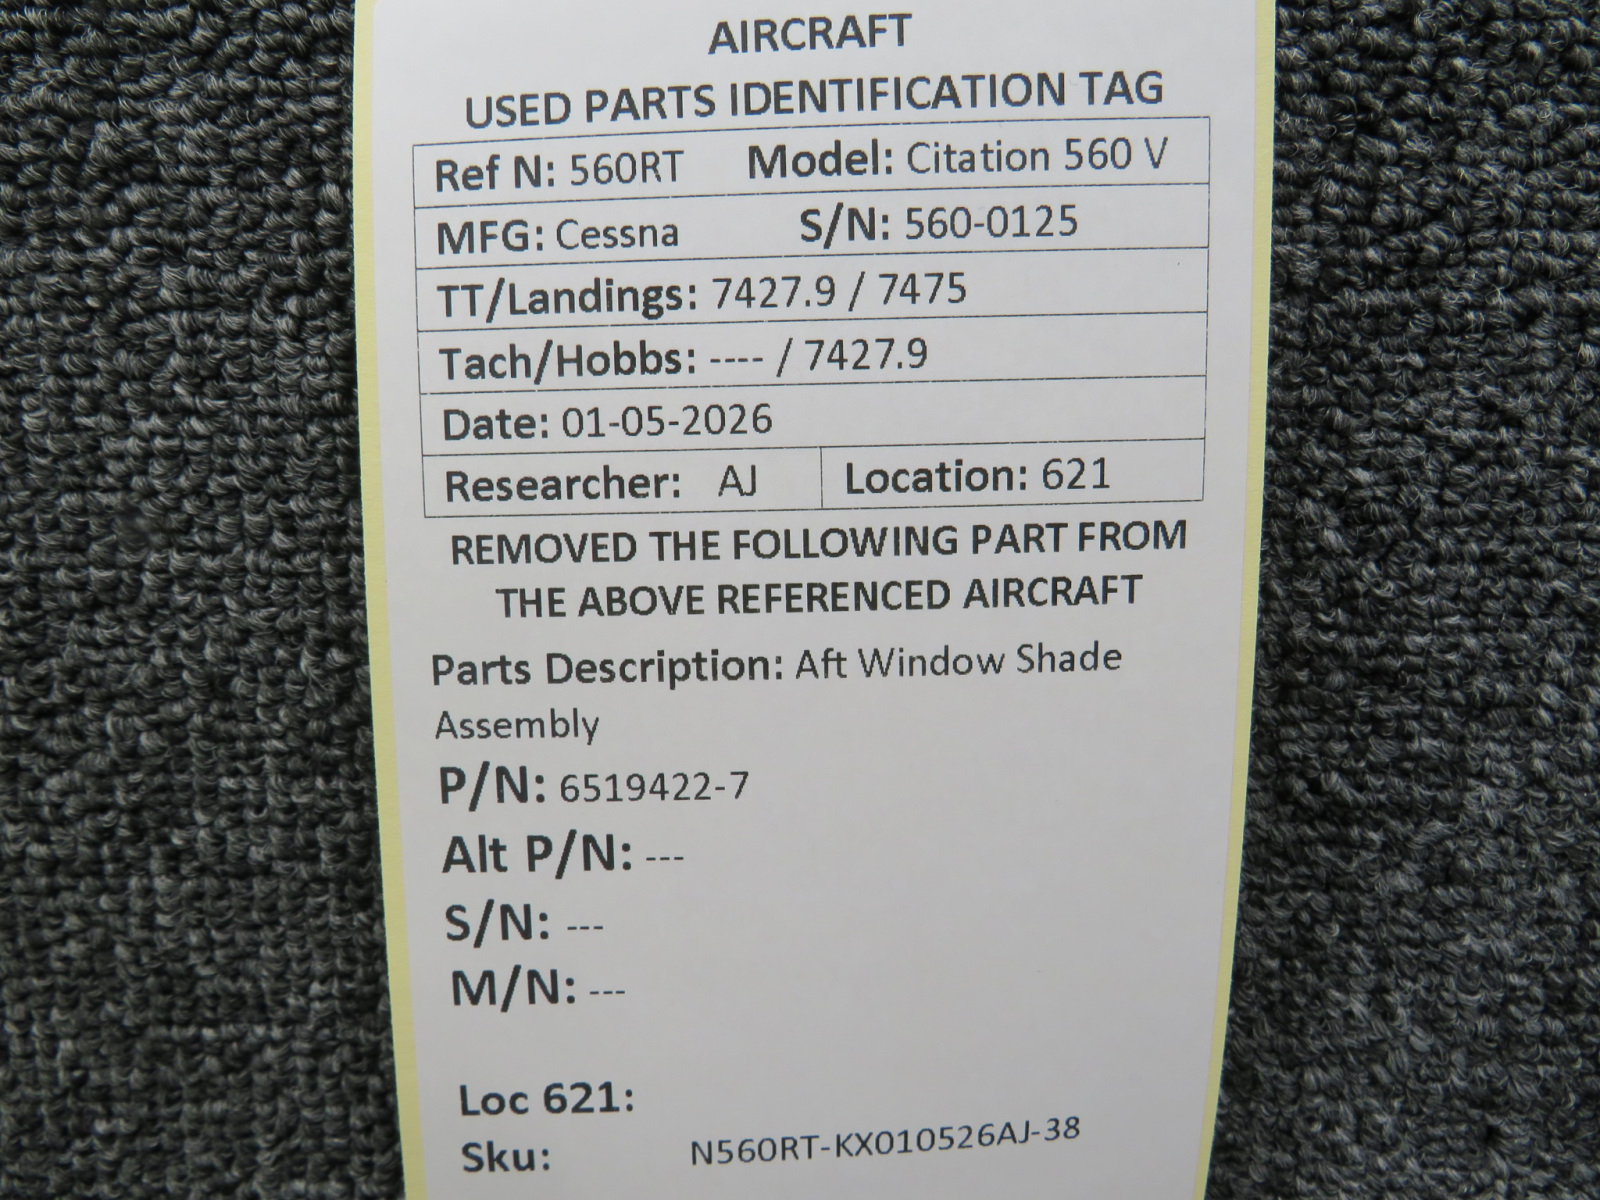 AIRCRAFT
USED PARTS IDENTIFICATION TAG
Ref N: 560RT Model: Citation 560 V
MFG: Cessna S/N: 560-0125
TT/Landings: 7427.9 / 7475
Tach/Hobbs: ---- / 7427.9
Date: 01-05-2026
Researcher: AJ Location: 621
REMOVED THE FOLLOWING PART FROM
THE ABOVE REFERENCED AIRCRAFT
Parts Description: Aft Window Shade
Assembly
P/N: 6519422-7
Alt P/N: ---
S/N: ---
M/N: ---
Loc 621:
Sku: N560RT-KX010526AJ-38